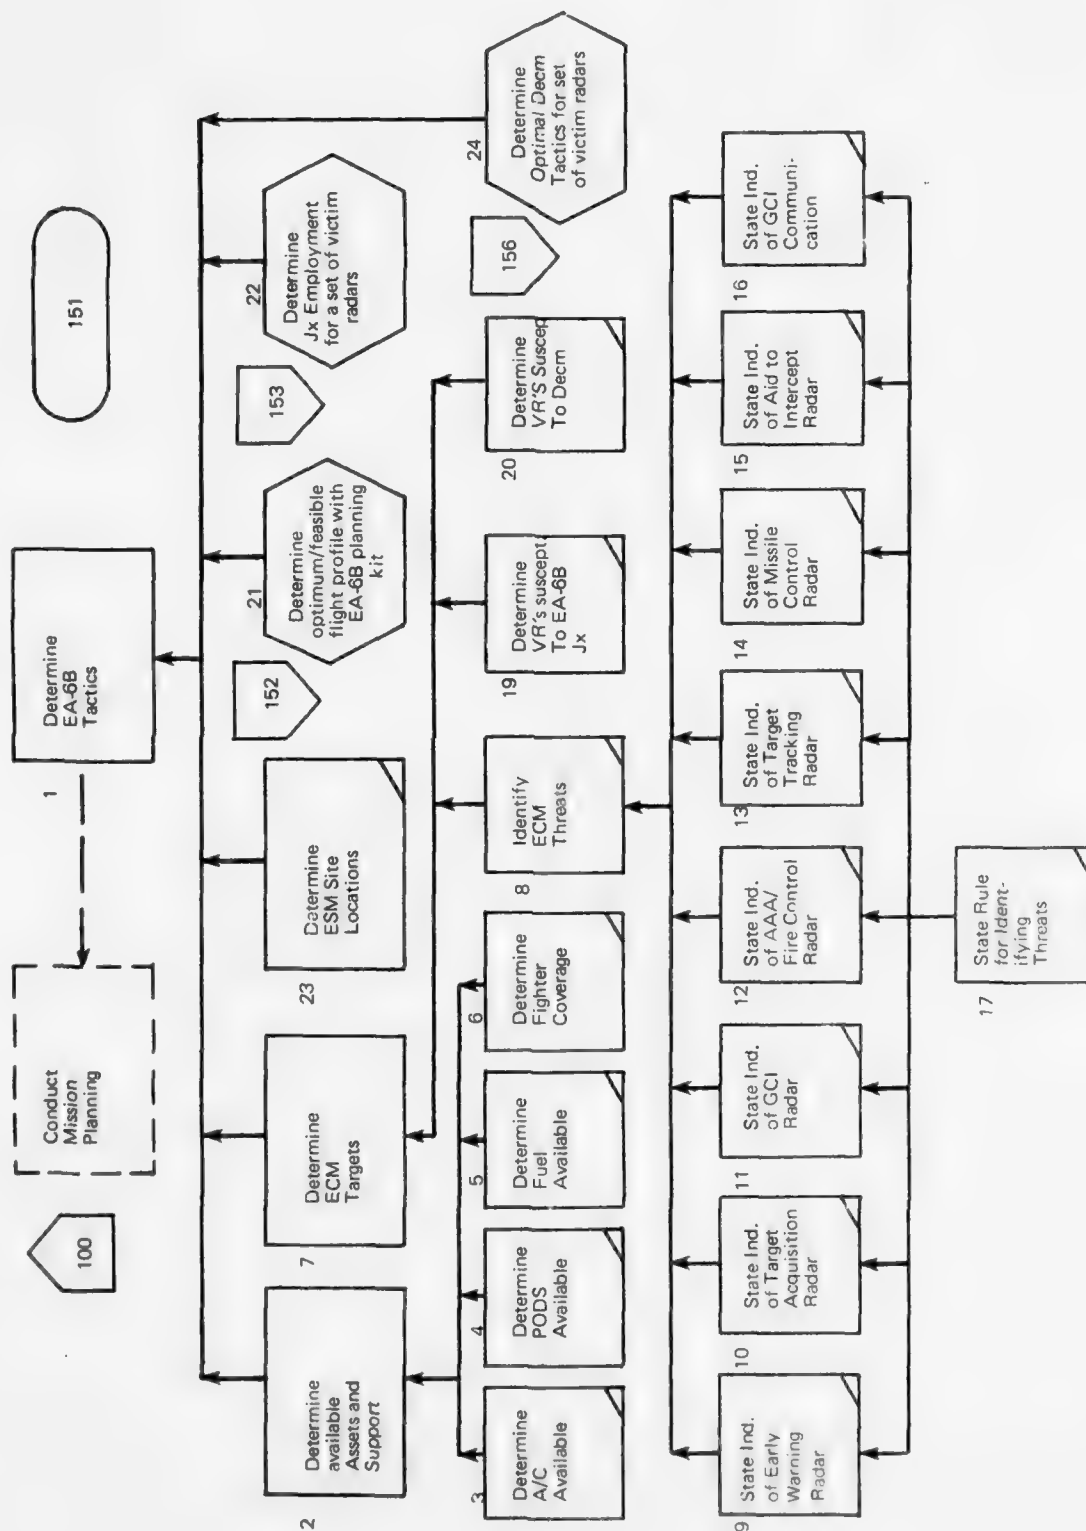 100
Conduct
Mission
Planning
1
Determine
EA-6B
Tactics
151
2
Determine
available
Assets and
Support
7
Determine
ECM
Targets
23
Datermine
ESM Site
Locations
152
21
Determine
optimum/feasible
flight profile with
EA-6B planning
kit
153
22
Determine
Jx Employment
for a set of victim
radars
3
Determine
A/C
Available
4
Determine
PODS
Available
5
Determine
Fuel
Available
6
Determine
Fighter
Coverage
8
Identify
ECM
Threats
19
Determine
VR's suscept.
To EA-6B
Jx
20
Determine
VR'S Suscept
To Decm
156
24
Determine
Optimal Decm
Tactics for set
of victim radars
9
State Ind.
of Early
Warning
Radar
10
State Ind.
of Target
Acquisition
Radar
11
State Ind.
of GCI
Radar
12
State Ind.
of AAA/
Fire Control
Radar
13
State Ind.
of Target
Tracking
Radar
14
State Ind.
of Missile
Control
Radar
15
State Ind.
of Aid to
Intercept
Radar
16
State Ind.
of GCI
Communi-
cation
17
State Rule
for Ident-
ifying
Threats